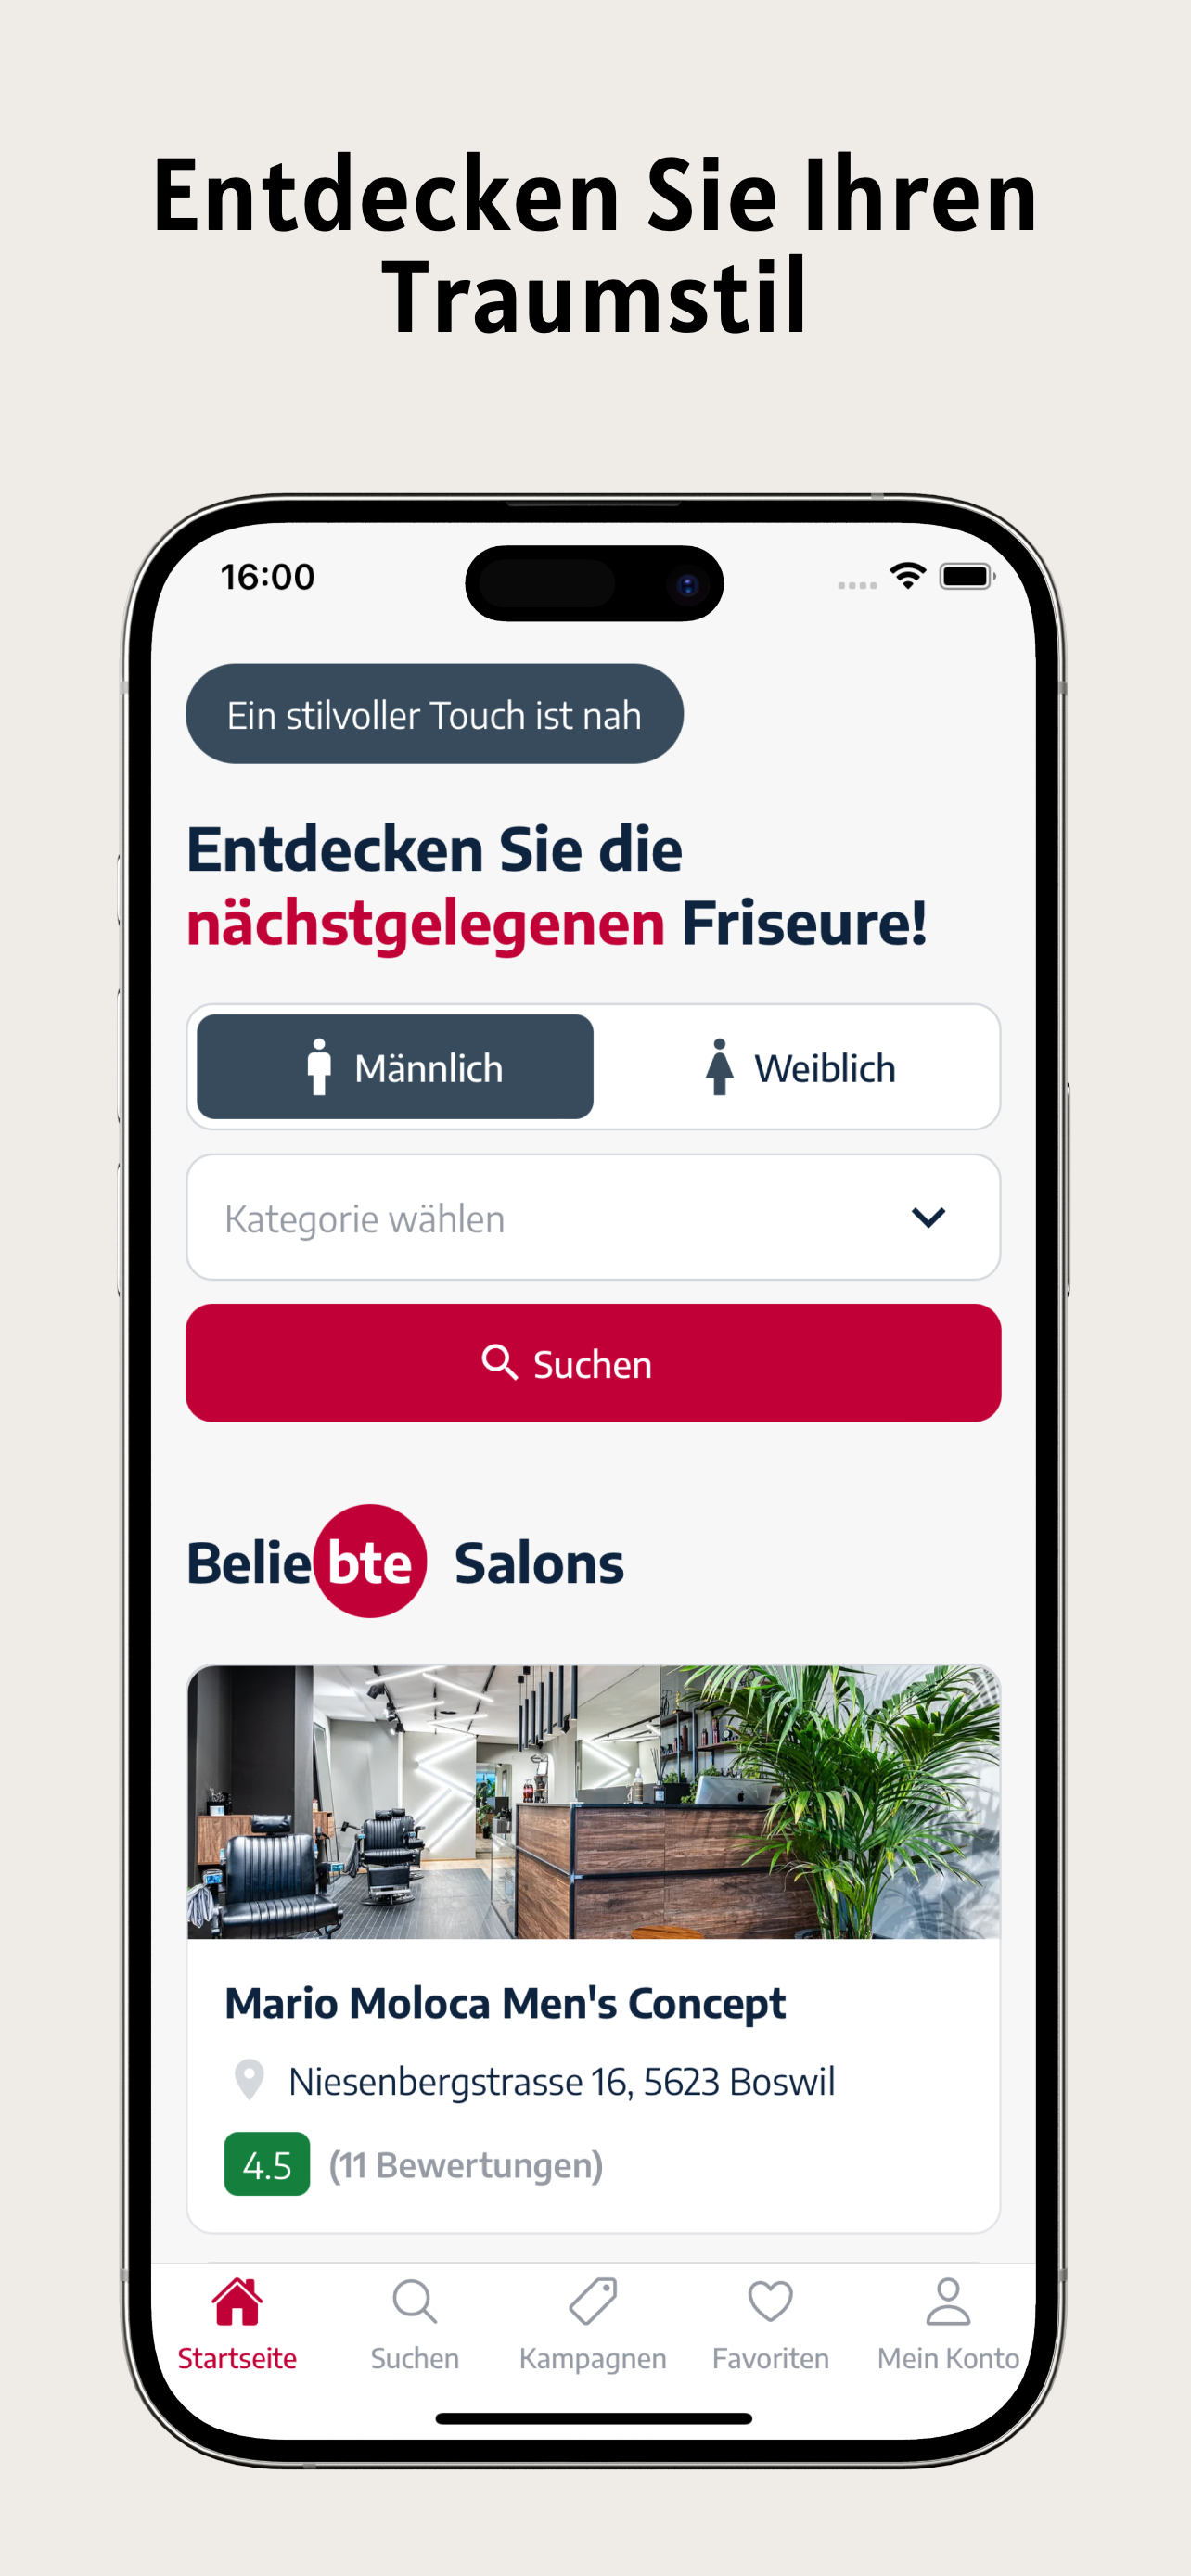 Entdecken Sie Ihren
Traumstil
16:00
Ein stilvoller Touch ist nah
Entdecken Sie die
nächstgelegenen Friseure!
Männlich Weiblich
Kategorie wählen
Suchen
Beliebte Salons
Mario Moloca Men's Concept
Niesenbergstrasse 16, 5623 Boswil
4.5 (11 Bewertungen)
Startseite Suchen Kampagnen Favoriten Mein Konto